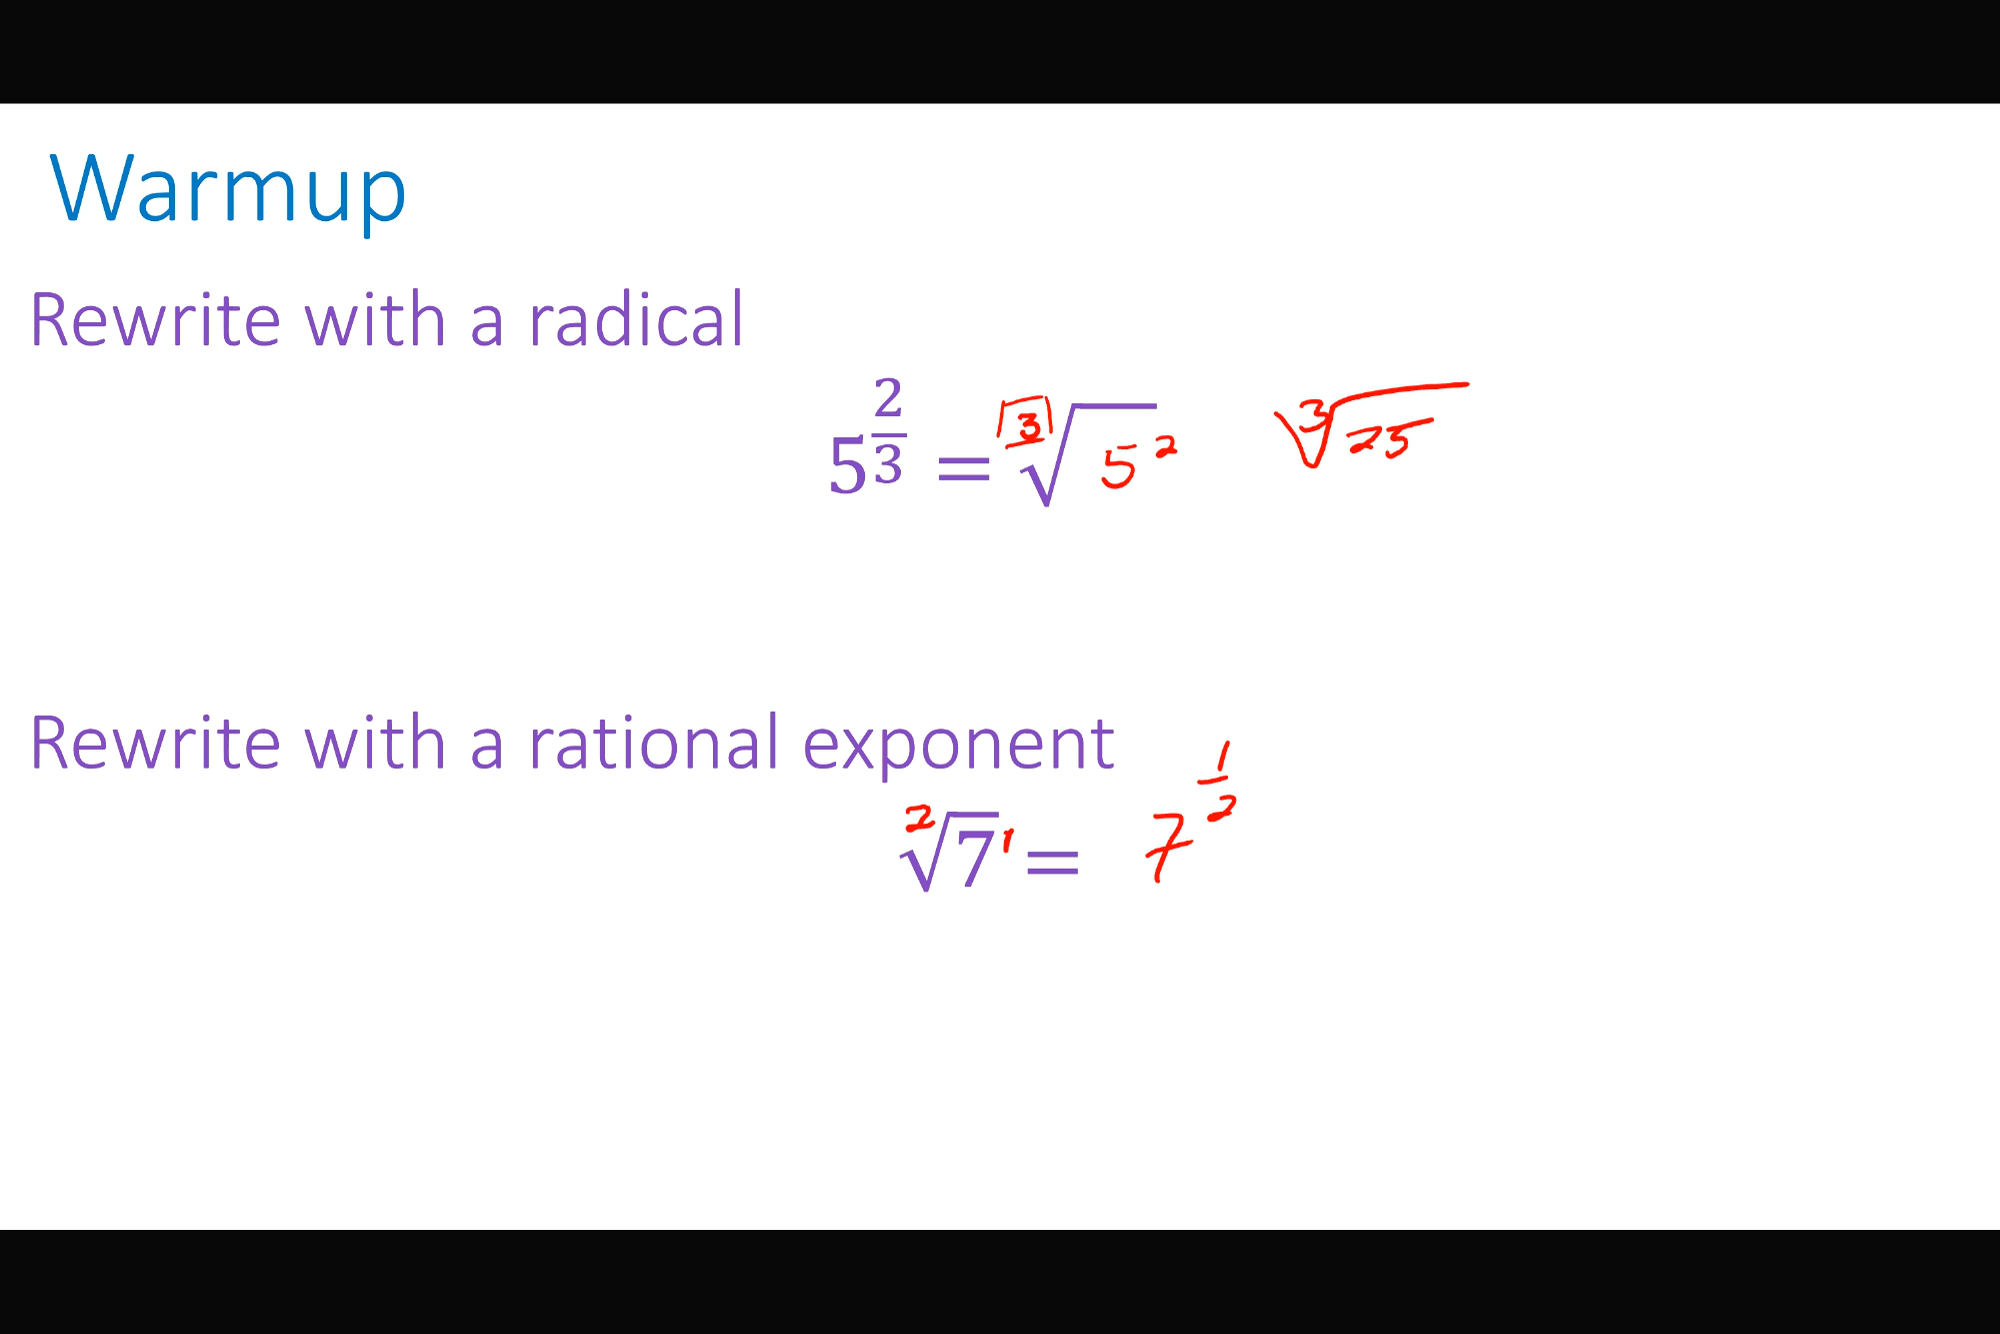 Warmup
Rewrite with a radical
5^(2/3) = ∛5² ∛25
Rewrite with a rational exponent
²√7¹ = 7^(1/2)